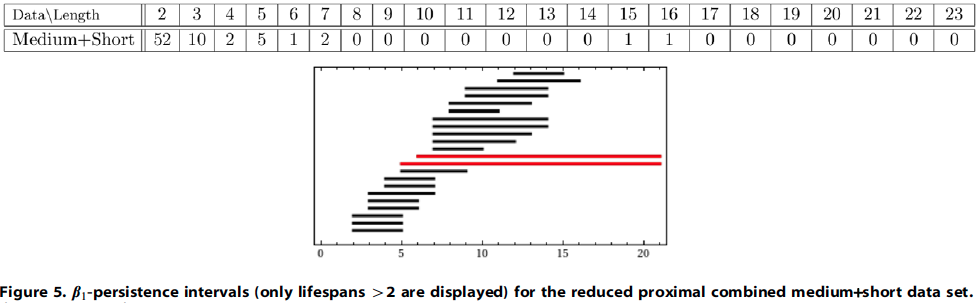 Data\Length 2 3 4 5 6 7 8 9 10 11 12 13 14 15 16 17 18 19 20 21 22 23
Medium+Short 52 10 2 5 1 2 0 0 0 0 0 0 0 1 1 0 0 0 0 0 0 0
0 5 10 15 20
Figure 5. β₁-persistence intervals (only lifespans >2 are displayed) for the reduced proximal combined medium+short data set.